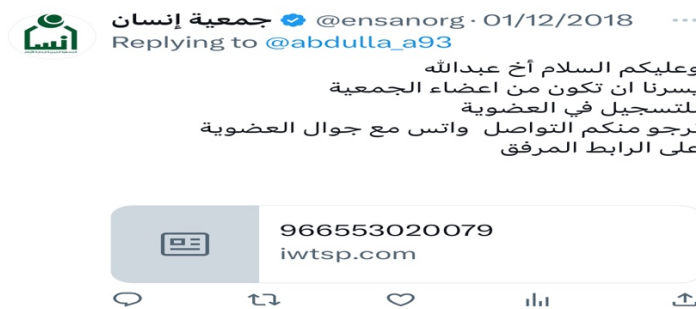 جمعية إنسان @ensanorg · 01/12/2018
Replying to @abdulla_a93
وعليكم السلام أخ عبدالله
يسرنا ان تكون من اعضاء الجمعية
للتسجيل في العضوية
نرجو منكم التواصل واتس مع جوال العضوية
على الرابط المرفق
966553020079
iwtsp.com